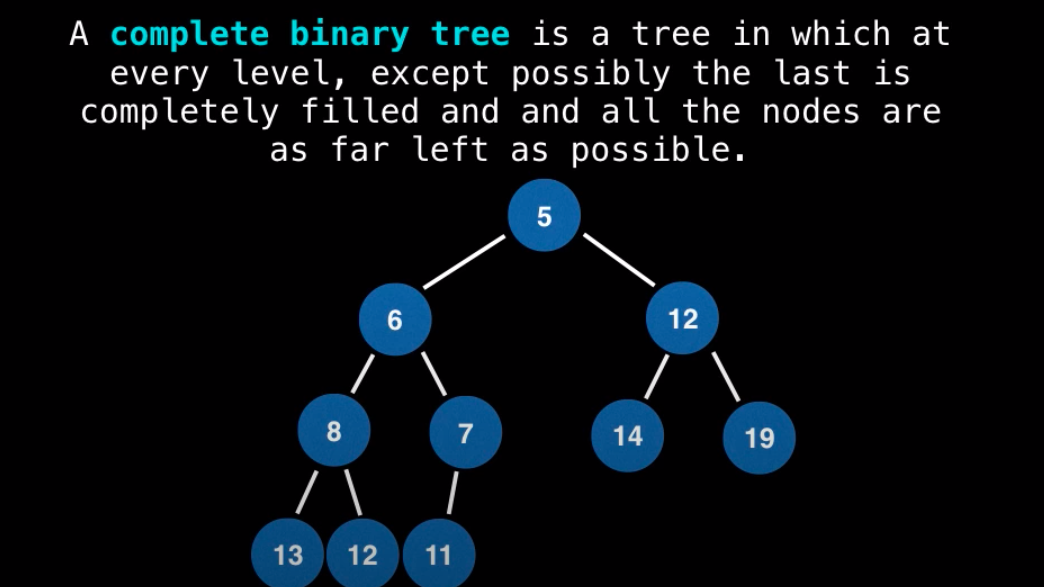 A complete binary tree is a tree in which at
every level, except possibly the last is
completely filled and and all the nodes are
as far left as possible.
5
6 12
8 7 14 19
13 12 11